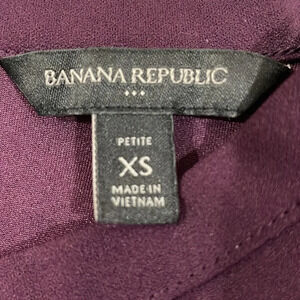 BANANA REPUBLIC
PETITE
XS
MADE IN
VIETNAM